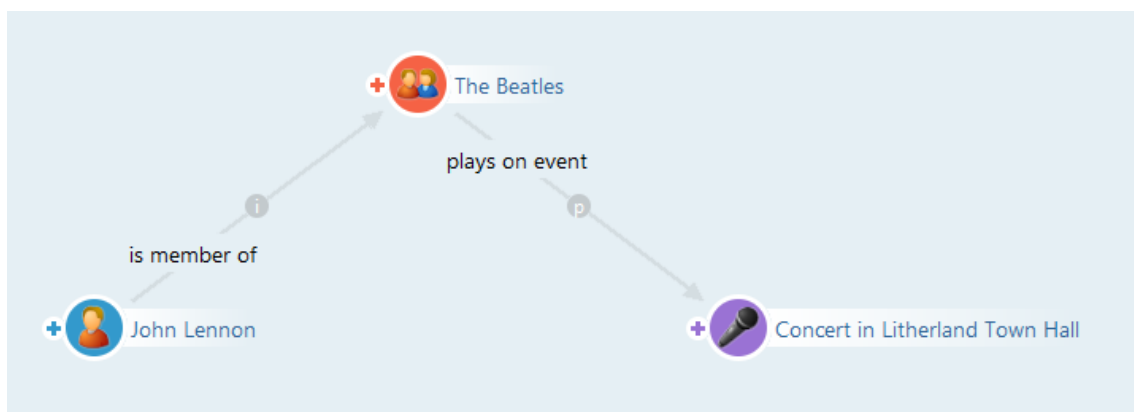 The Beatles
plays on event
i
p
is member of
John Lennon
Concert in Litherland Town Hall